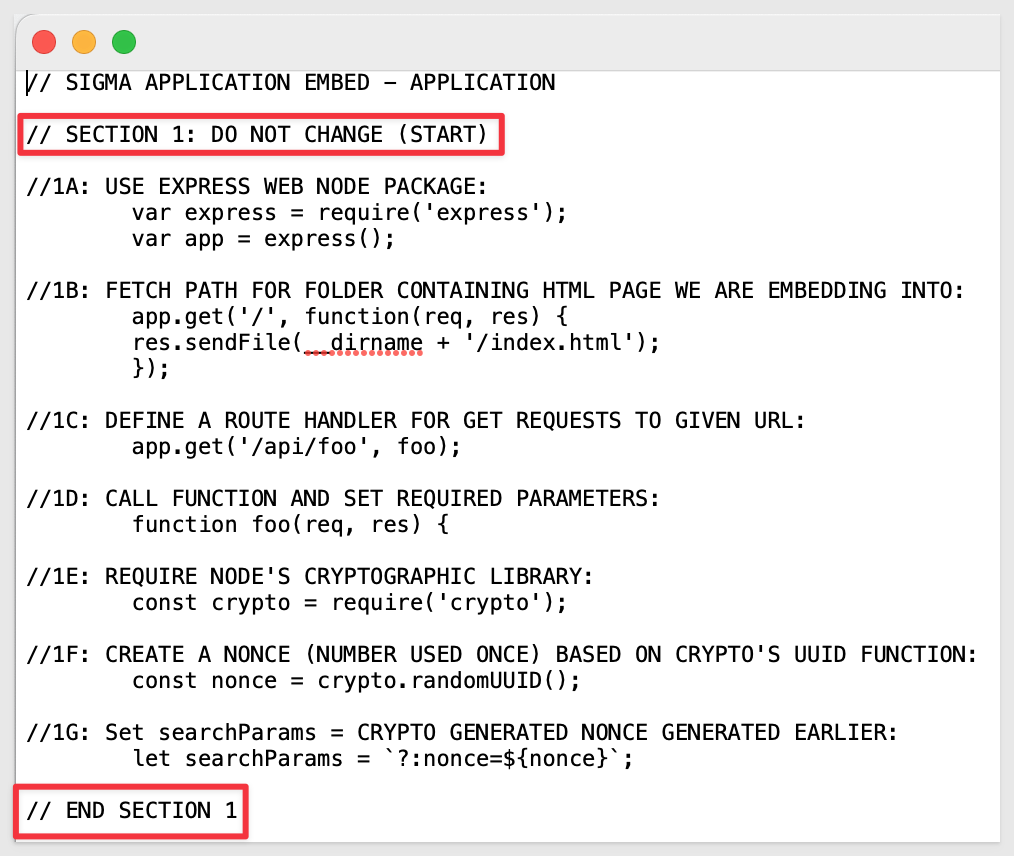 // SIGMA APPLICATION EMBED – APPLICATION
// SECTION 1: DO NOT CHANGE (START)
//1A: USE EXPRESS WEB NODE PACKAGE:
var express = require('express');
var app = express();
//1B: FETCH PATH FOR FOLDER CONTAINING HTML PAGE WE ARE EMBEDDING INTO:
app.get('/', function(req, res) {
res.sendFile(__dirname + '/index.html');
});
//1C: DEFINE A ROUTE HANDLER FOR GET REQUESTS TO GIVEN URL:
app.get('/api/foo', foo);
//1D: CALL FUNCTION AND SET REQUIRED PARAMETERS:
function foo(req, res) {
//1E: REQUIRE NODE'S CRYPTOGRAPHIC LIBRARY:
const crypto = require('crypto');
//1F: CREATE A NONCE (NUMBER USED ONCE) BASED ON CRYPTO'S UUID FUNCTION:
const nonce = crypto.randomUUID();
//1G: Set searchParams = CRYPTO GENERATED NONCE GENERATED EARLIER:
let searchParams = `?:nonce=${nonce}`;
// END SECTION 1